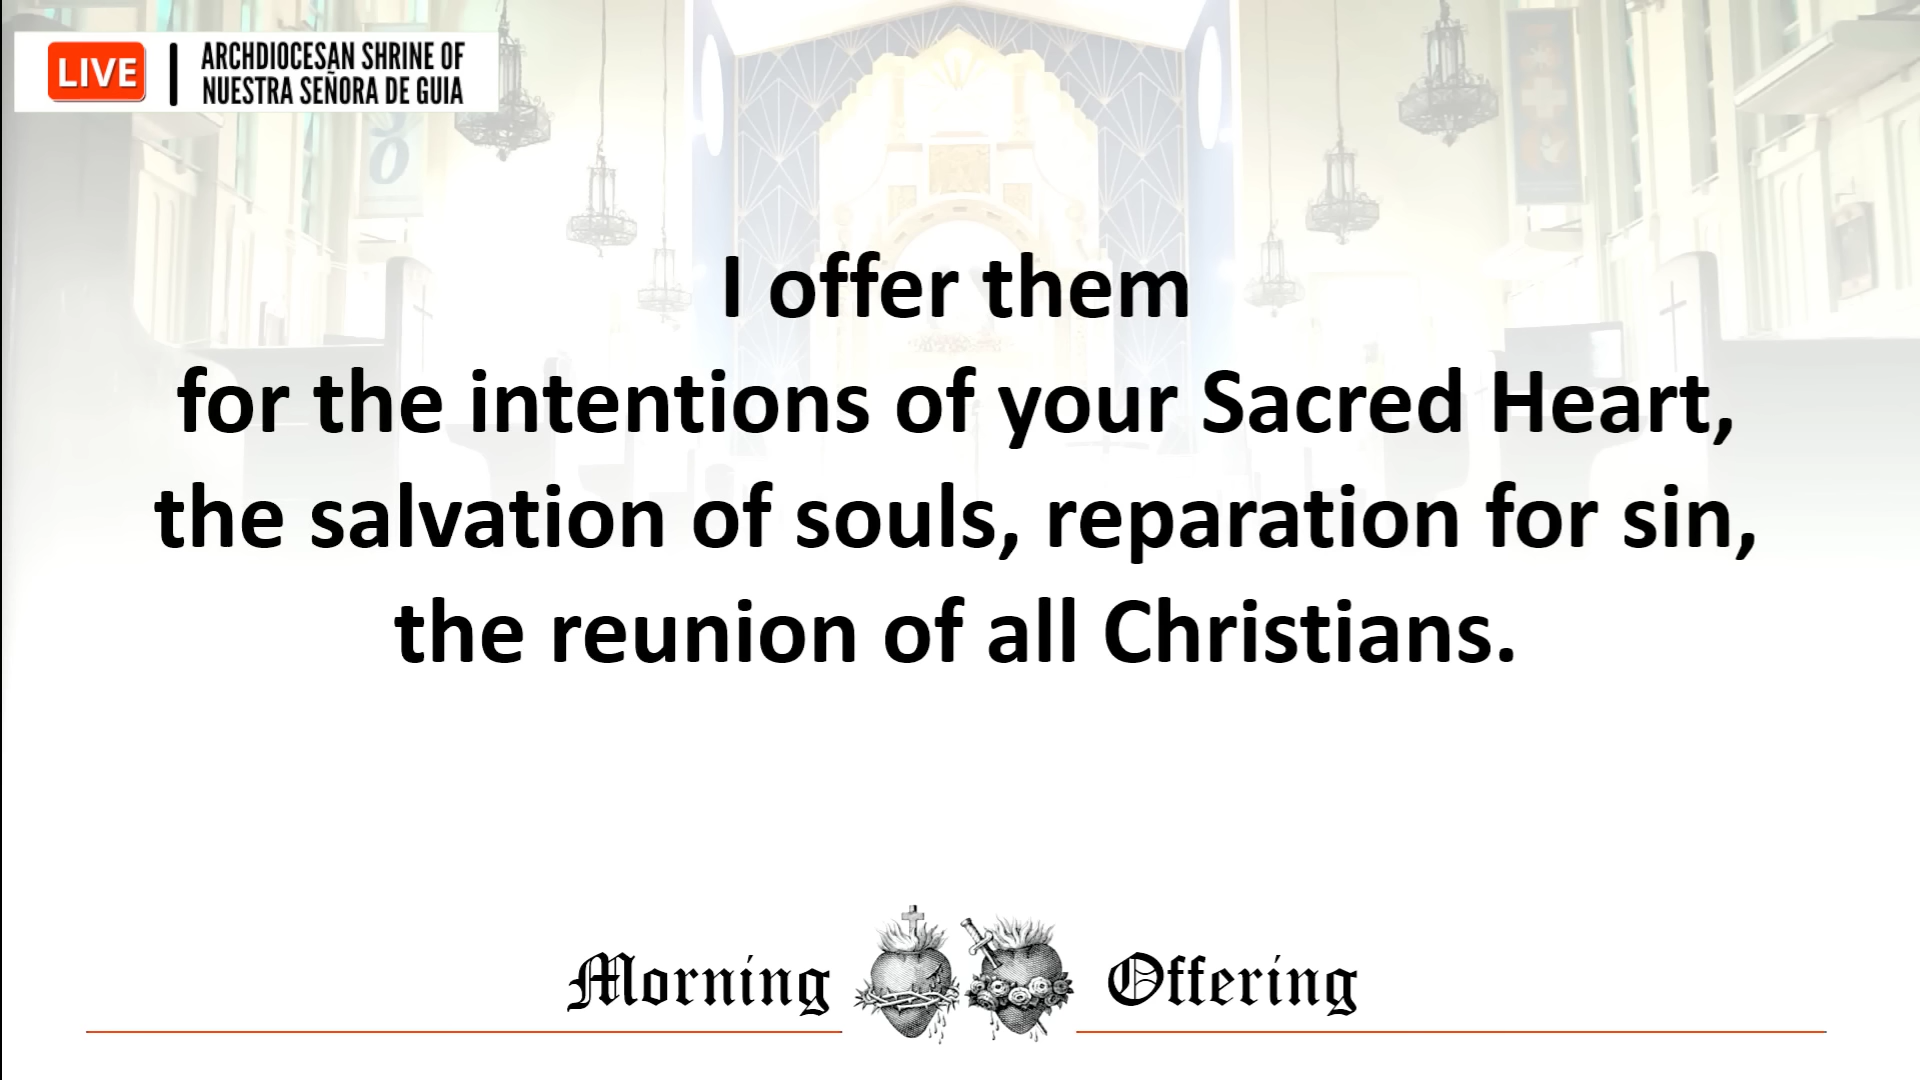 LIVE
ARCHDIOCESAN SHRINE OF
NUESTRA SEÑORA DE GUIA
I offer them
for the intentions of your Sacred Heart,
the salvation of souls, reparation for sin,
the reunion of all Christians.
Morning Offering